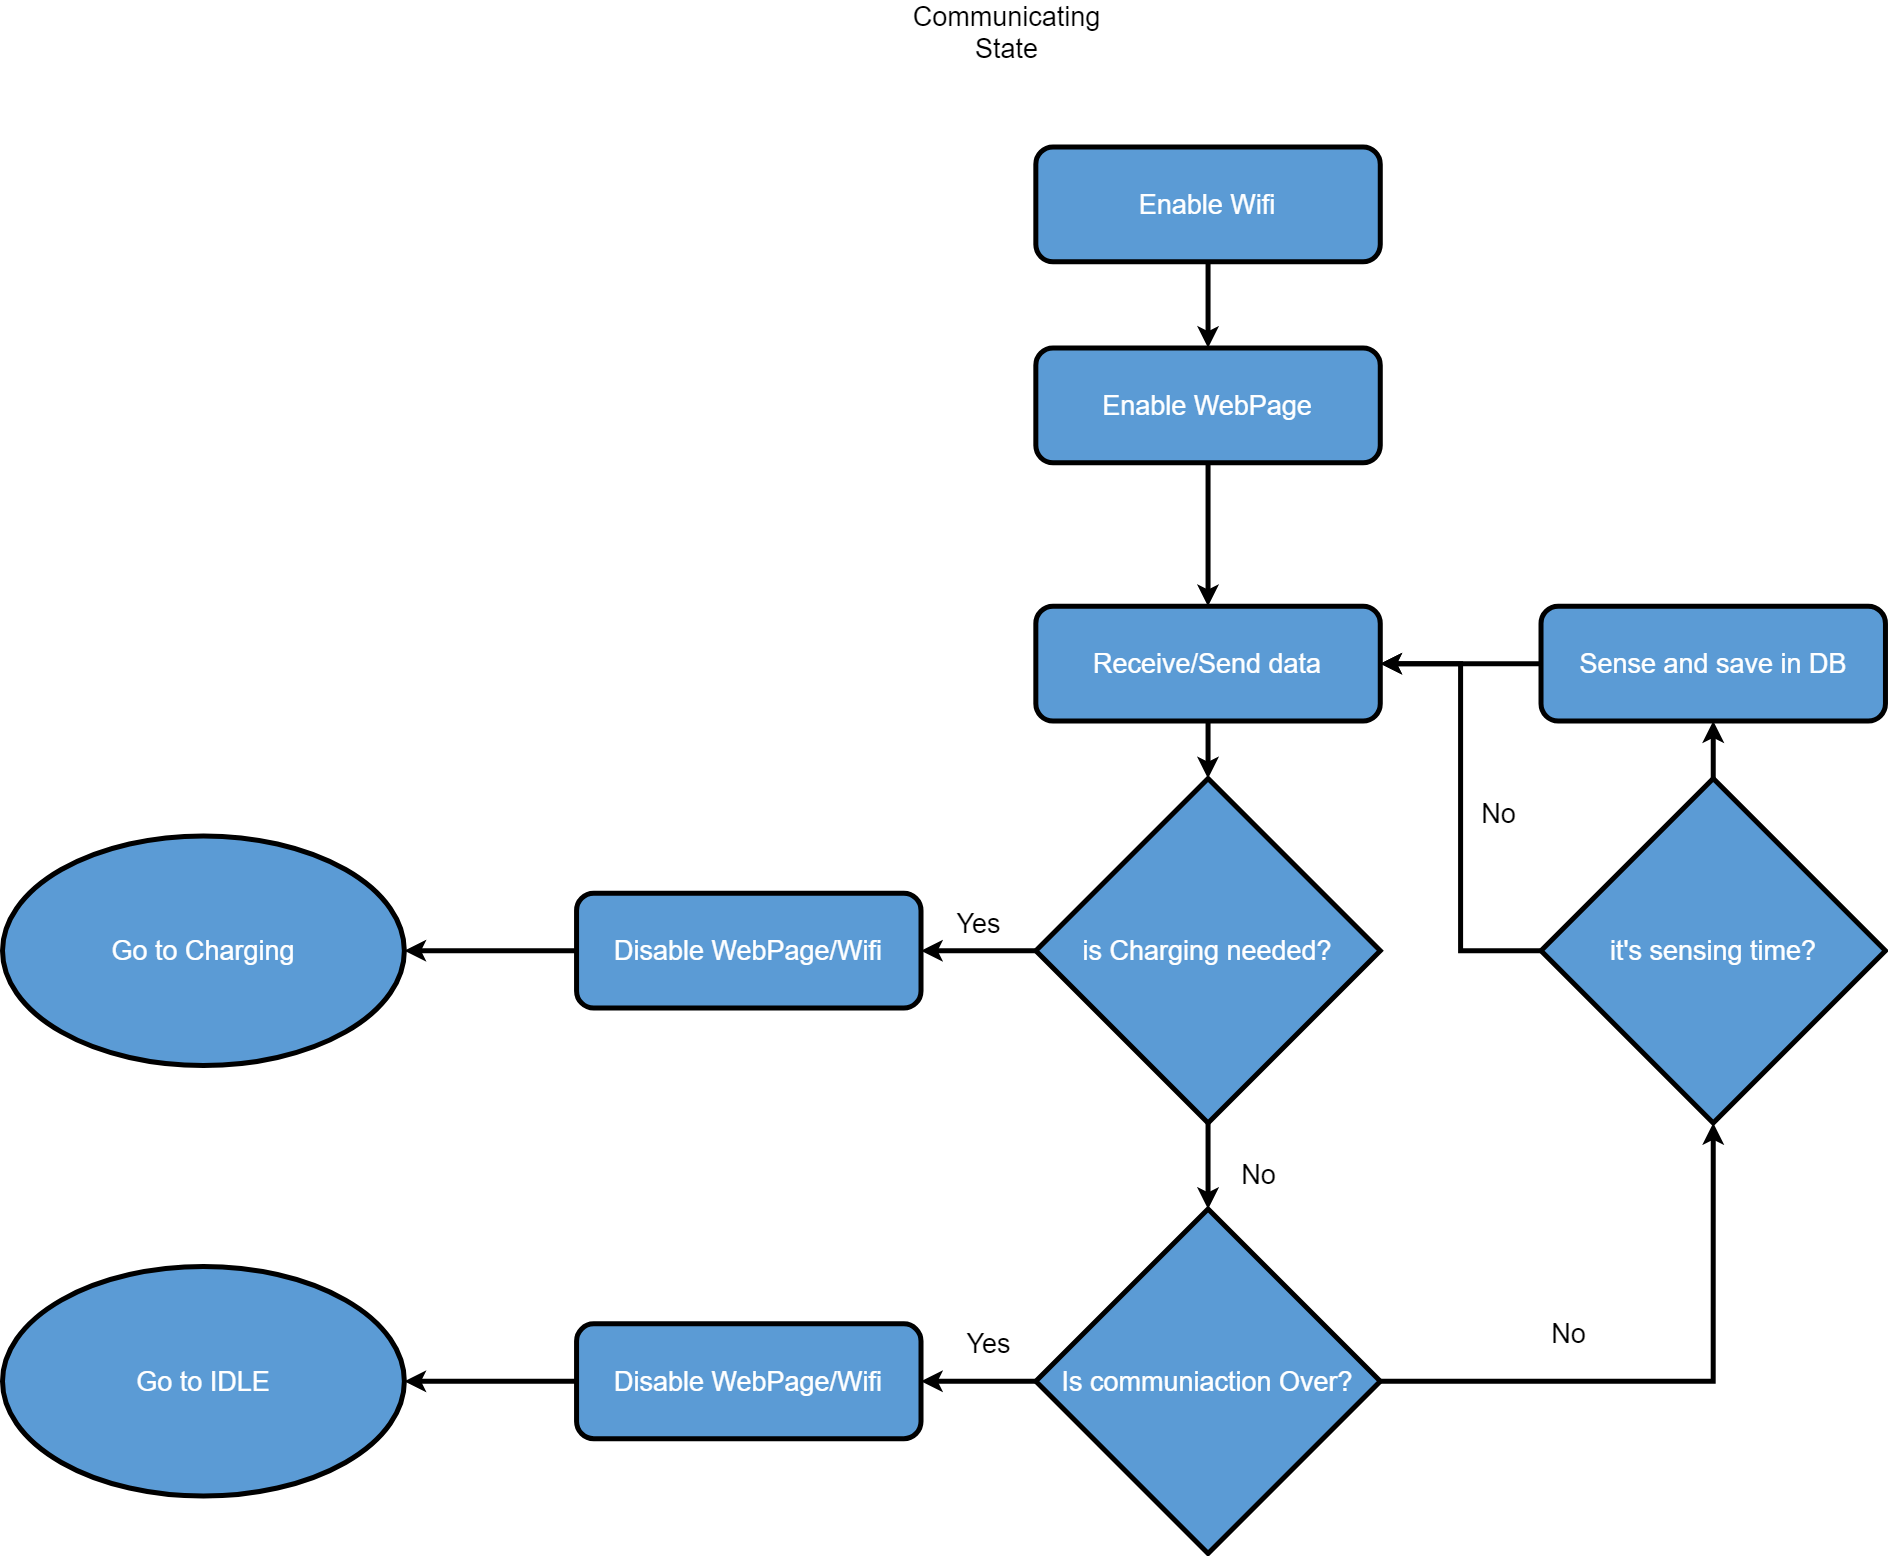 Communicating
State
Enable Wifi
Enable WebPage
Receive/Send data
Sense and save in DB
No
Yes
Go to Charging
Disable WebPage/Wifi
is Charging needed?
it's sensing time?
No
No
Yes
Go to IDLE
Disable WebPage/Wifi
Is communiaction Over?